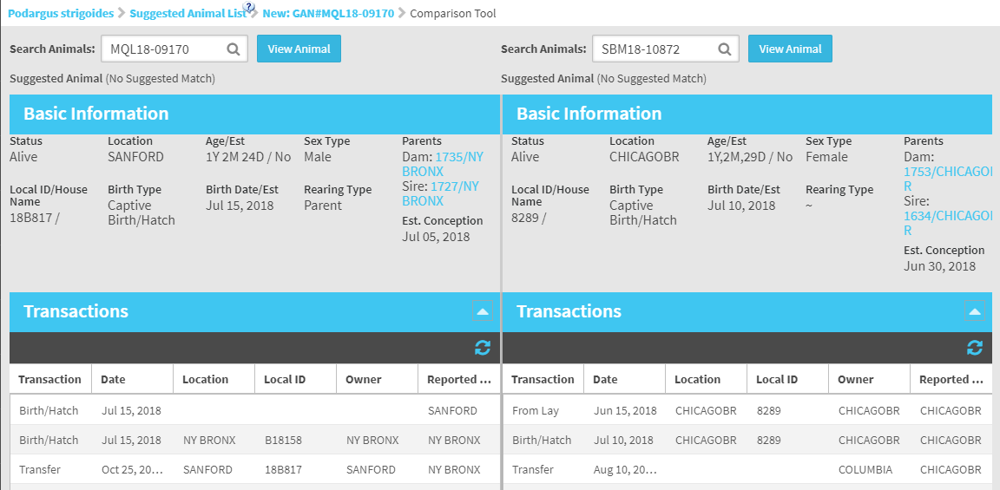 Podargus strigoides > Suggested Animal List > New: GAN#MQL18-09170 > Comparison Tool
Search Animals: MQL18-09170 View Animal
Suggested Animal (No Suggested Match)
Basic Information
Status Location Age/Est Sex Type Parents
Alive SANFORD 1Y 2M 24D / No Male Dam: 1735/NY
BRONX
Local ID/House Birth Type Birth Date/Est Rearing Type Sire: 1727/NY
Name Captive Jul 15, 2018 Parent BRONX
18B817 / Birth/Hatch Est. Conception
Jul 05, 2018
Transactions
Transaction Date Location Local ID Owner Reported ...
Birth/Hatch Jul 15, 2018 SANFORD
Birth/Hatch Jul 15, 2018 NY BRONX B18158 NY BRONX NY BRONX
Transfer Oct 25, 20... SANFORD 18B817 SANFORD NY BRONX
Search Animals: SBM18-10872 View Animal
Suggested Animal (No Suggested Match)
Basic Information
Status Location Age/Est Sex Type Parents
Alive CHICAGOBR 1Y,2M,29D / No Female Dam:
1753/CHICAGOB
R
Local ID/House Birth Type Birth Date/Est Rearing Type Sire:
Name Captive Jul 10, 2018 ~ 1634/CHICAGOB
8289 / Birth/Hatch R
Est. Conception
Jun 30, 2018
Transactions
Transaction Date Location Local ID Owner Reported ...
From Lay Jun 15, 2018 CHICAGOBR 8289 CHICAGOBR CHICAGOBR
Birth/Hatch Jul 10, 2018 CHICAGOBR 8289 CHICAGOBR CHICAGOBR
Transfer Aug 10, 20... COLUMBIA CHICAGOBR